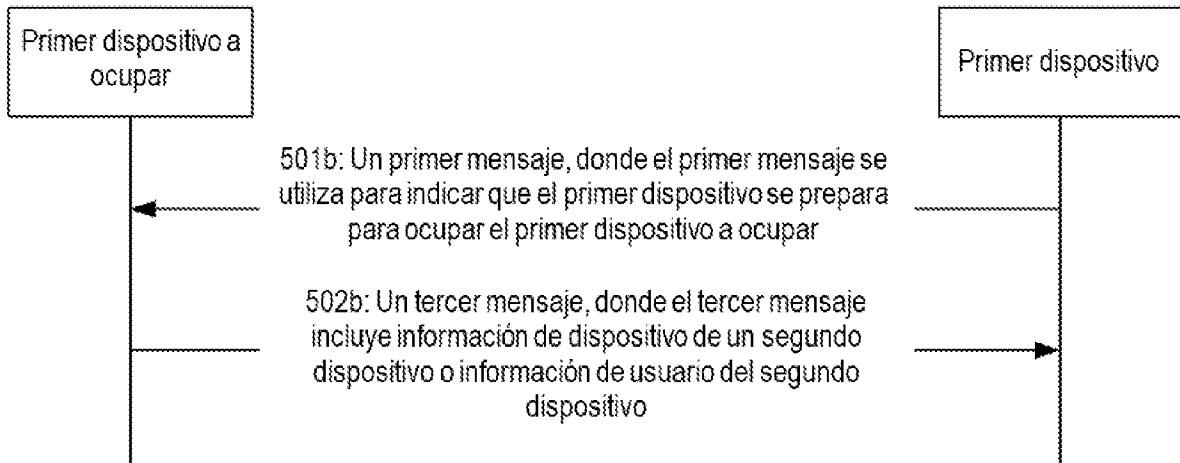 Primer dispositivo a
ocupar
Primer dispositivo
501b: Un primer mensaje, donde el primer mensaje se
utiliza para indicar que el primer dispositivo se prepara
para ocupar el primer dispositivo a ocupar
502b: Un tercer mensaje, donde el tercer mensaje
incluye información de dispositivo de un segundo
dispositivo o información de usuario del segundo
dispositivo